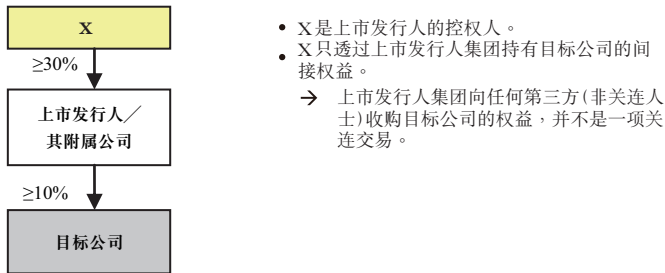 X
≥30%
上市发行人／
其附属公司
≥10%
目标公司
• X是上市发行人的控权人。
• X只透过上市发行人集团持有目标公司的间
接权益。
→ 上市发行人集团向任何第三方(非关连人
士)收购目标公司的权益，并不是一项关
连交易。